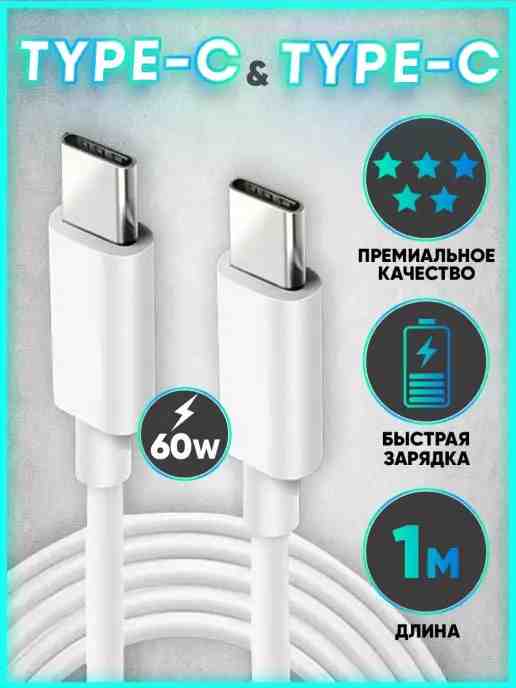 TYPE-C & TYPE-C
ПРЕМИАЛЬНОЕ
КАЧЕСТВО
60W
БЫСТРАЯ
ЗАРЯДКА
1М
ДЛИНА